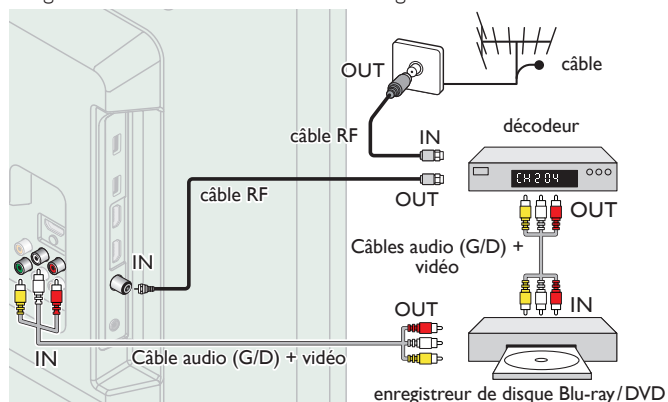 OUT
câble
câble RF
IN
décodeur
CH204
câble RF
OUT
OUT
Câbles audio (G/D) +
vidéo
IN
OUT
IN
IN
Câble audio (G/D) + vidéo
enregistreur de disque Blu-ray/DVD